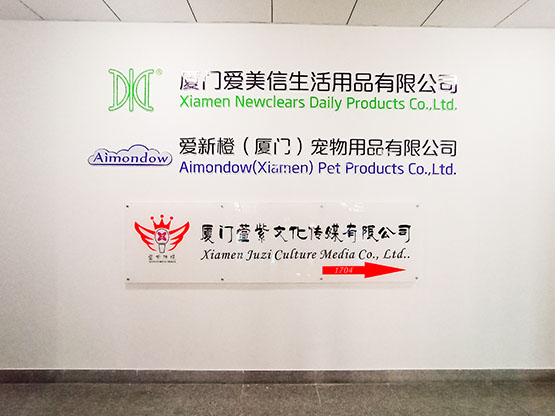 ®
厦门爱美信生活用品有限公司
Xiamen Newclears Daily Products Co.,Ltd.
Aimondow
爱新橙（厦门）宠物用品有限公司
Aimondow(Xiamen) Pet Products Co.,Ltd.
厦门萱紫文化传媒有限公司
Xiamen Juzi Culture Media Co., Ltd..
1704